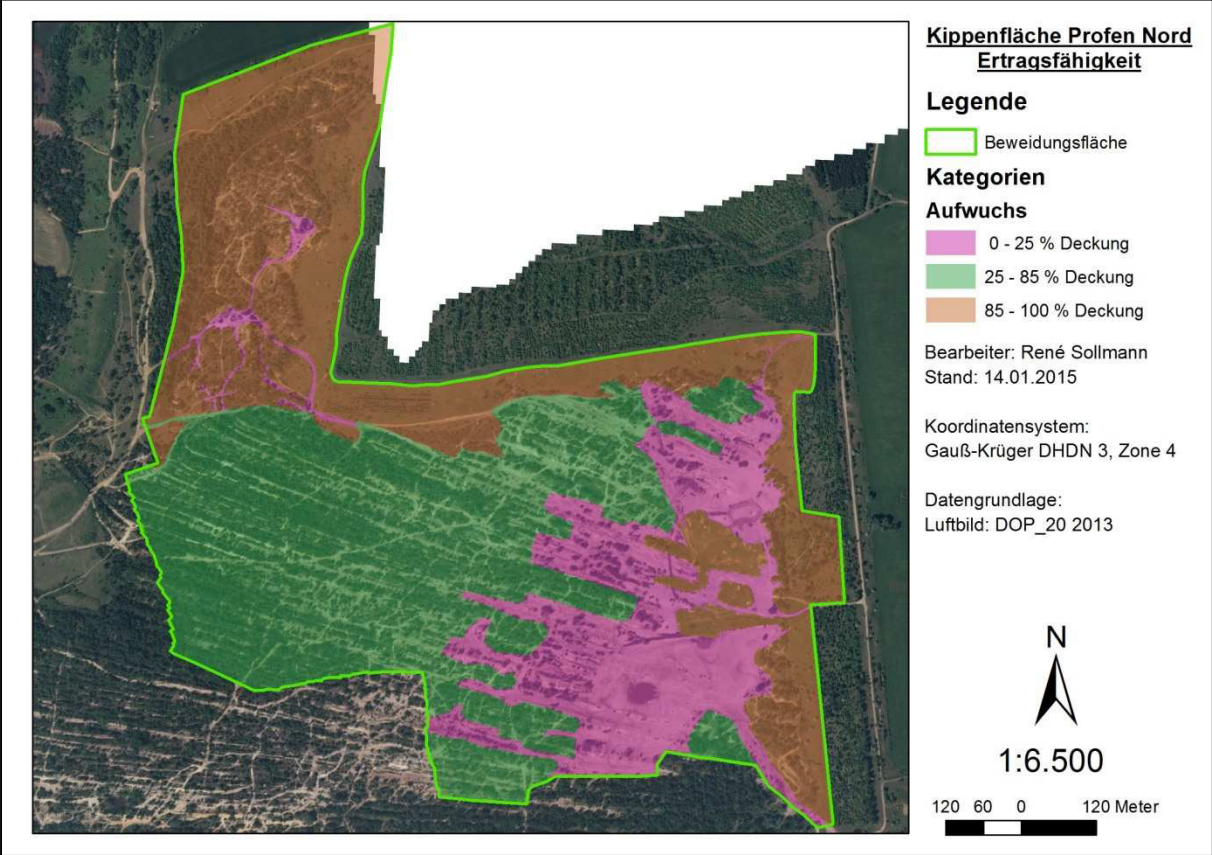 Kippenfläche Profen Nord
Ertragsfähigkeit
Legende
Beweidungsfläche
Kategorien
Aufwuchs
0 - 25 % Deckung
25 - 85 % Deckung
85 - 100 % Deckung
Bearbeiter: René Sollmann
Stand: 14.01.2015
Koordinatensystem:
Gauß-Krüger DHDN 3, Zone 4
Datengrundlage:
Luftbild: DOP_20 2013
N
1:6.500
120 60 0 120 Meter